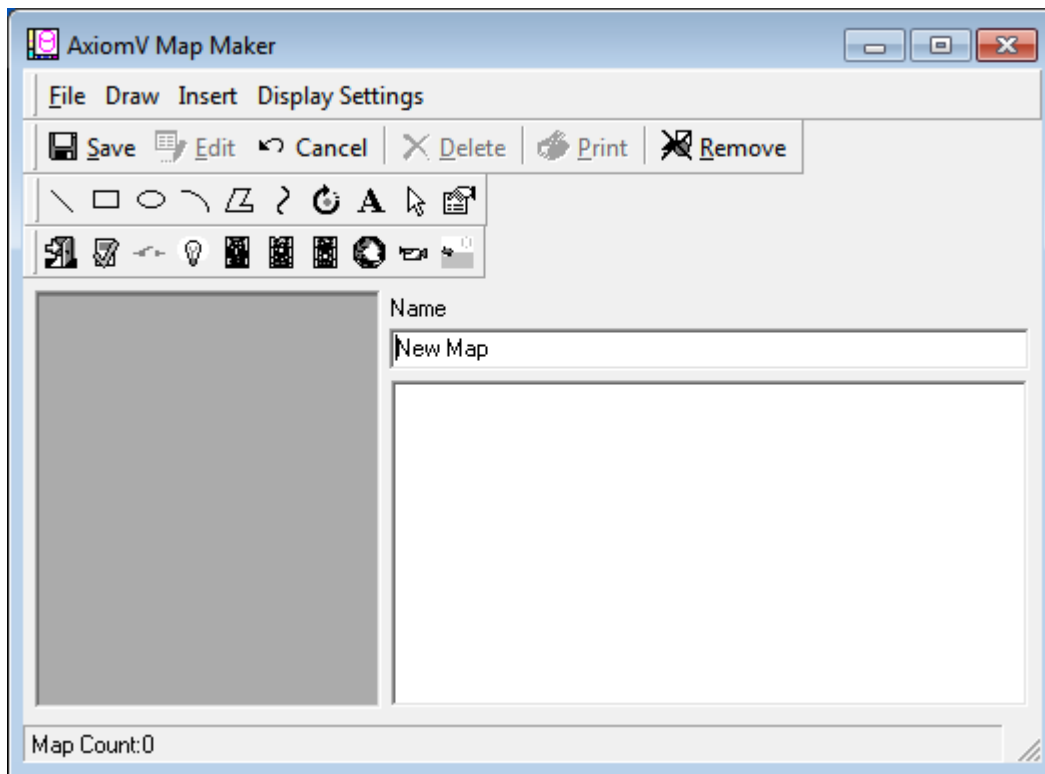 AxiomV Map Maker
File Draw Insert Display Settings
Save Edit Cancel Delete Print Remove
A
Name
New Map
Map Count:0